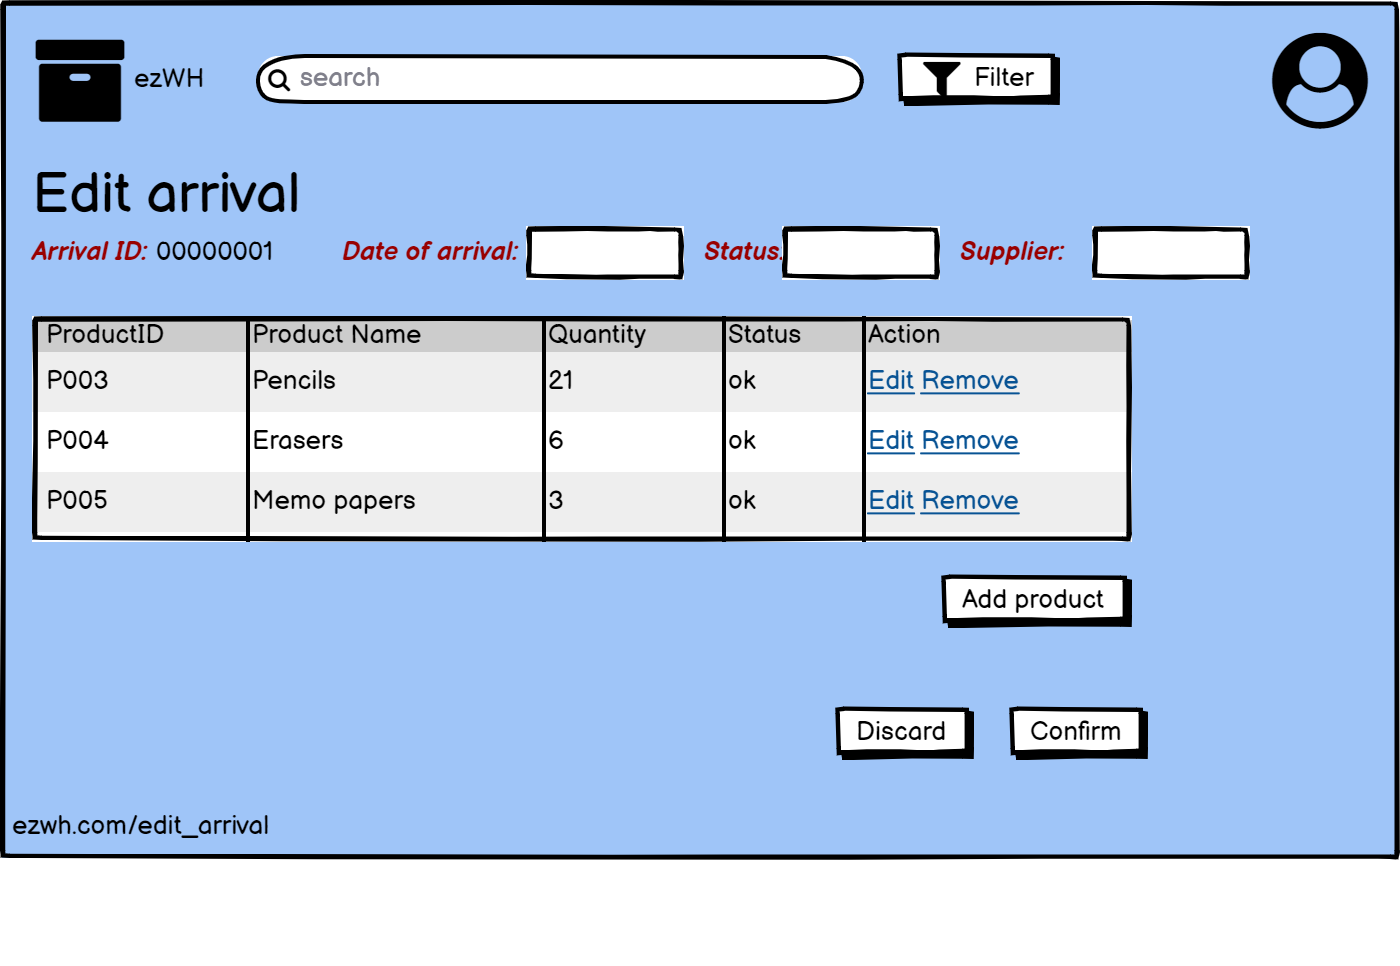 ezWH search Filter
Edit arrival
Arrival ID: 00000001 Date of arrival: Status: Supplier:
ProductID Product Name Quantity Status Action
P003 Pencils 21 ok Edit Remove
P004 Erasers 6 ok Edit Remove
P005 Memo papers 3 ok Edit Remove
Add product
Discard Confirm
ezwh.com/edit_arrival